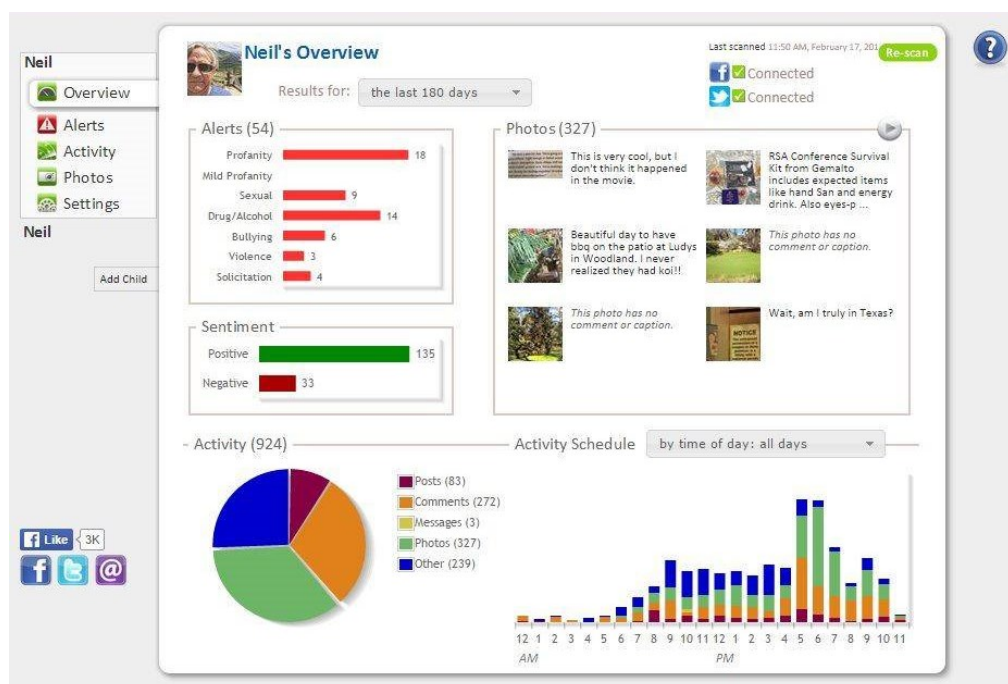 Neil
Overview
Alerts
Activity
Photos
Settings
Neil
Add Child
Like
3K
Neil's Overview
Results for:
the last 180 days
Last scanned 11:50 AM, February 17, 201
Re-scan
Connected
Connected
?
Alerts (54)
Profanity 18
Mild Profanity
Sexual 9
Drug/Alcohol 14
Bullying 6
Violence 3
Solicitation 4
Sentiment
Positive 135
Negative 33
Photos (327)
This is very cool, but I
don't think it happened
in the movie.
RSA Conference Survival
Kit from Gemalto
includes expected items
like hand San and energy
drink. Also eyes-p ...
Beautiful day to have
bbq on the patio at Ludys
in Woodland. I never
realized they had koi!!
This photo has no
comment or caption.
This photo has no
comment or caption.
NOTICE
Wait, am I truly in Texas?
Activity (924)
Posts (83)
Comments (272)
Messages (3)
Photos (327)
Other (239)
Activity Schedule
by time of day: all days
12 1 2 3 4 5 6 7 8 9 10 11 12 1 2 3 4 5 6 7 8 9 10 11
AM PM